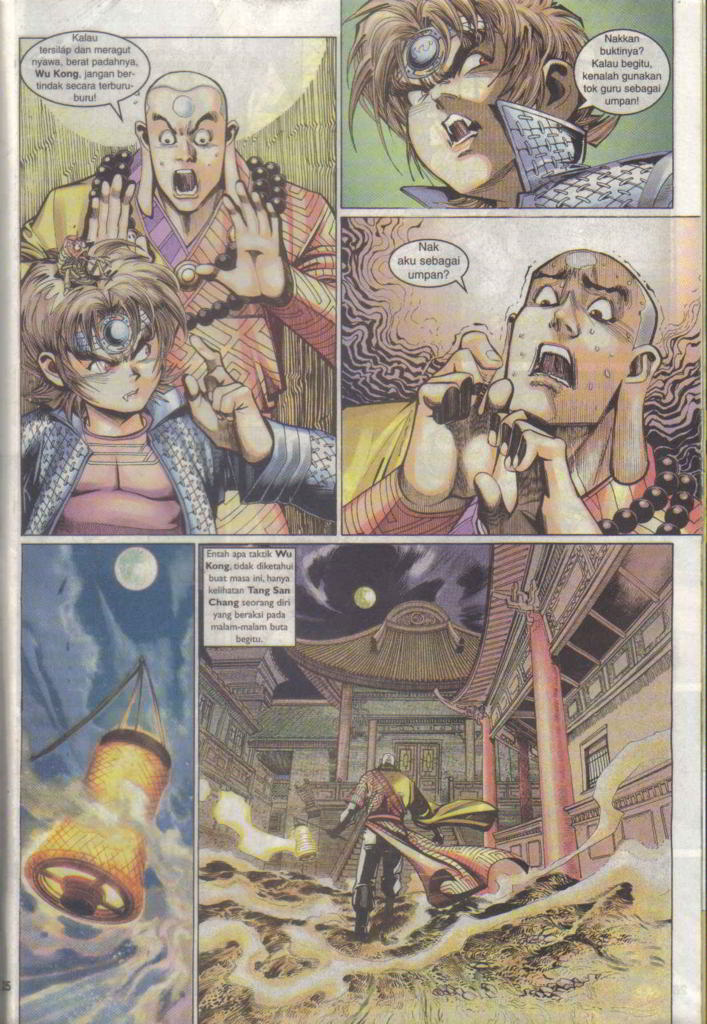 Kalau
tersilap dan meragut
nyawa, berat padahnya,
Wu Kong, jangan ber-
tindak secara terburu-
buru!
Nakkan
buktinya?
Kalau begitu,
kenalah gunakan
tok guru sebagai
umpan!
Nak
aku sebagai
umpan?
Entah apa taktik Wu
Kong, tidak diketahui
buat masa ini, hanya
kelihatan Tang San
Chang seorang diri
yang beraksi pada
malam-malam buta
begitu.